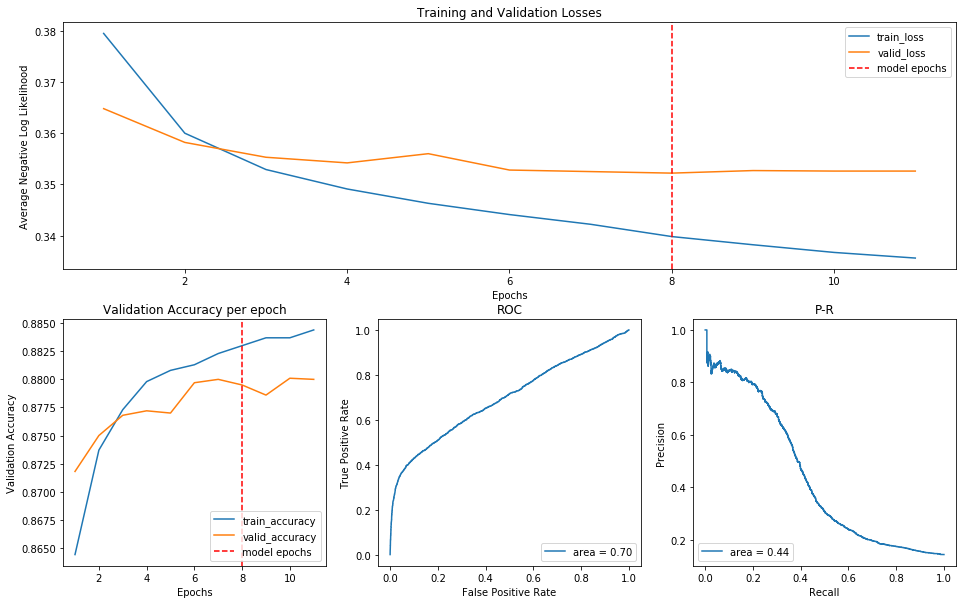 Training and Validation Losses
Average Negative Log Likelihood
0.38
0.37
0.36
0.35
0.34
train_loss
valid_loss
model epochs
2 4 6 8 10
Epochs
Validation Accuracy per epoch
Validation Accuracy
0.8850
0.8825
0.8800
0.8775
0.8750
0.8725
0.8700
0.8675
0.8650
train_accuracy
valid_accuracy
model epochs
2 4 6 8 10
Epochs
ROC
True Positive Rate
1.0
0.8
0.6
0.4
0.2
0.0
area = 0.70
0.0 0.2 0.4 0.6 0.8 1.0
False Positive Rate
P-R
Precision
1.0
0.8
0.6
0.4
0.2
area = 0.44
0.0 0.2 0.4 0.6 0.8 1.0
Recall